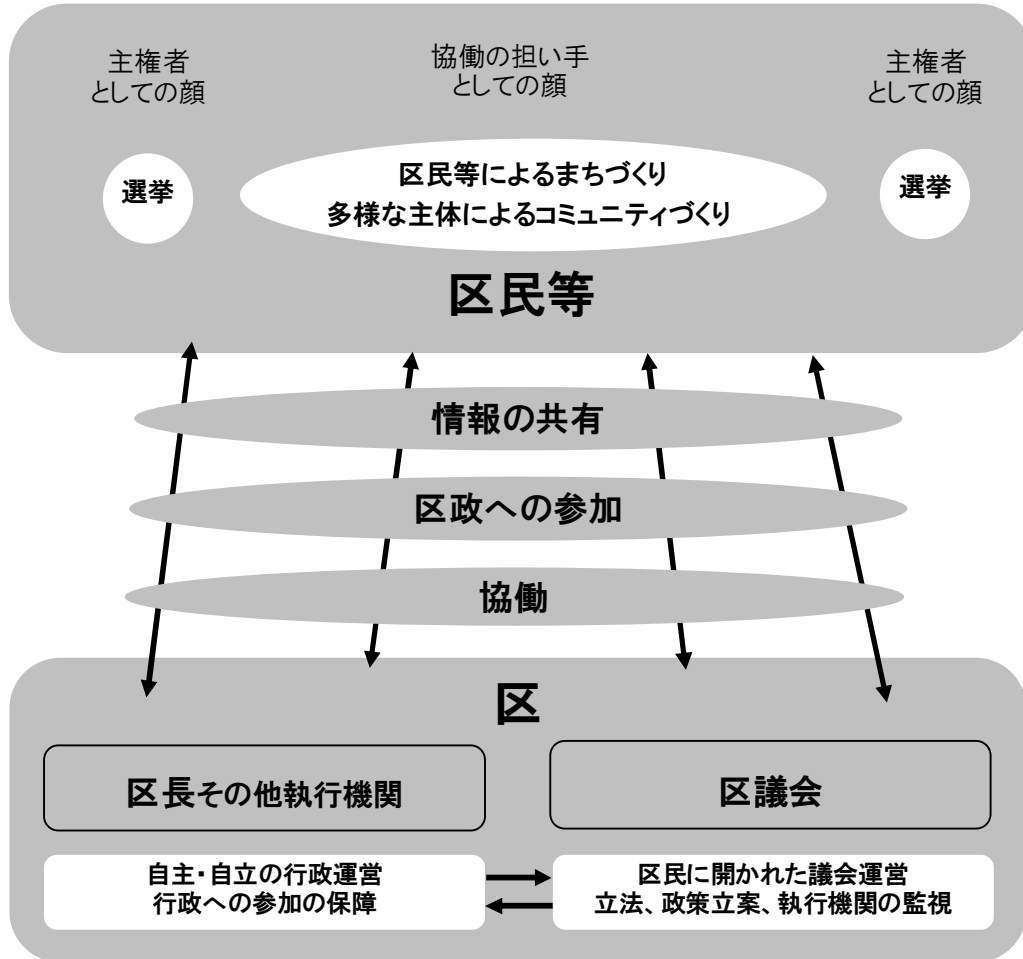 主権者
としての顔
協働の担い手
としての顔
主権者
としての顔
選挙
区民等によるまちづくり
多様な主体によるコミュニティづくり
選挙
区民等
情報の共有
区政への参加
協働
区
区長その他執行機関
区議会
自主・自立の行政運営
行政への参加の保障
区民に開かれた議会運営
立法、政策立案、執行機関の監視